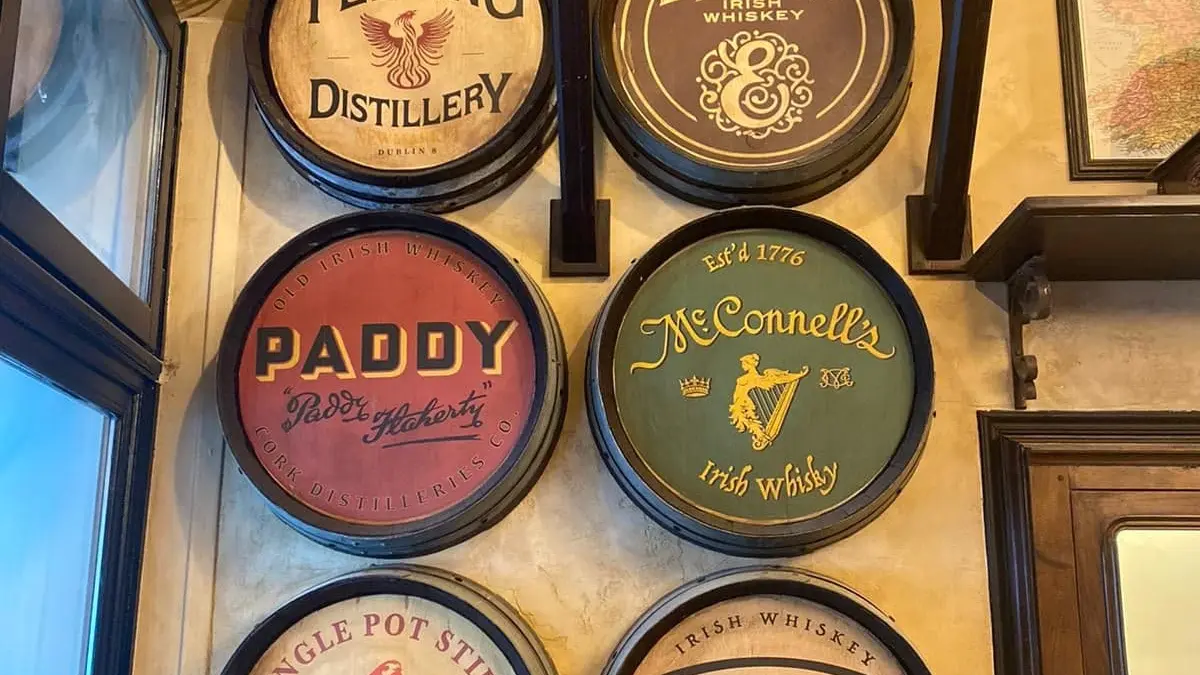 DISTILLERY
DUBLIN 8
IRISH
WHISKEY
E
OLD IRISH WHISKEY
PADDY
"Paddy Flaherty"
CORK DISTILLERIES CO.
Est'd 1776
McConnell's
Irish Whisky
POT
IRISH WHISKEY